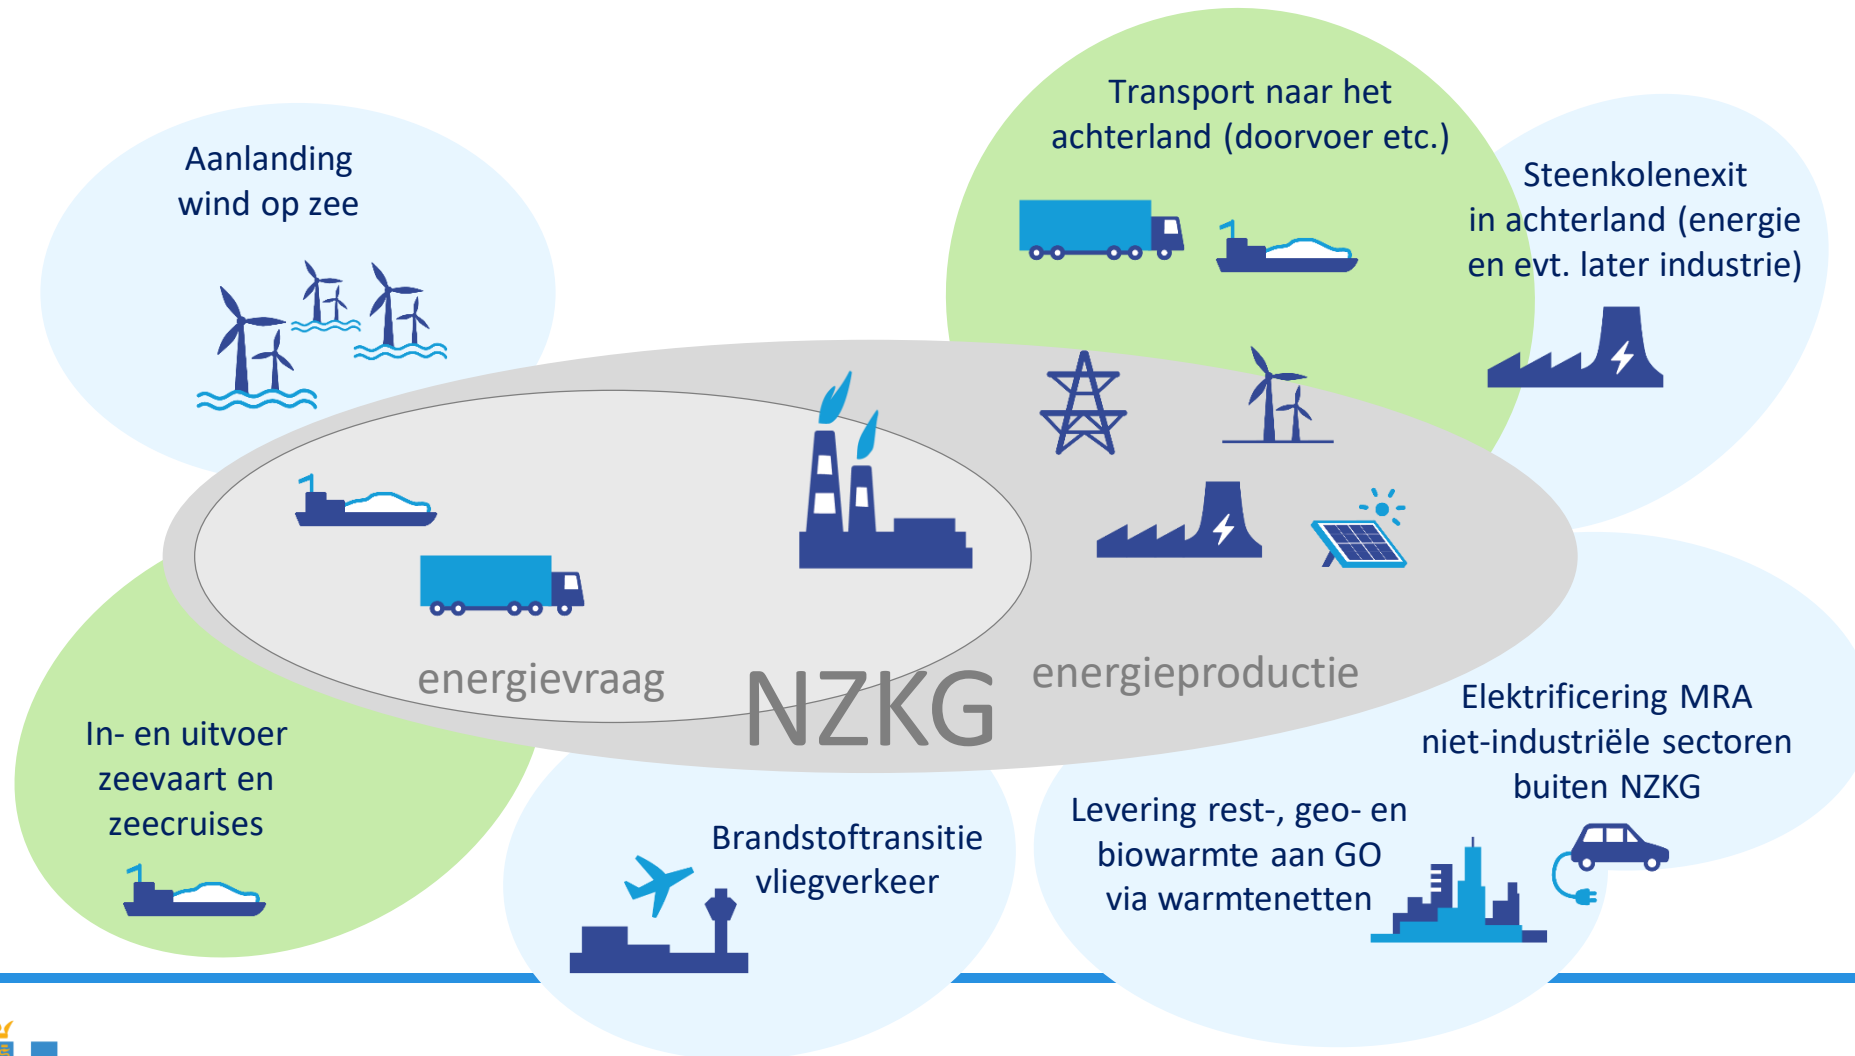 Aanlanding
wind op zee
Transport naar het
achterland (doorvoer etc.)
Steenkolenexit
in achterland (energie
en evt. later industrie)
energievraag
NZKG
energieproductie
In- en uitvoer
zeevaart en
zeecruises
Brandstoftransitie
vliegverkeer
Levering rest-, geo- en
biowarmte aan GO
via warmtenetten
Elektrificering MRA
niet-industriële sectoren
buiten NZKG